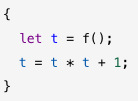 {
  let t = f();
  t = t * t + 1;
}